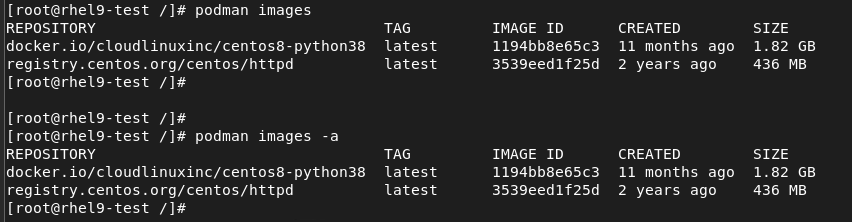 [root@rhel9-test /]# podman images
REPOSITORY TAG IMAGE ID CREATED SIZE
docker.io/cloudlinuxinc/centos8-python38 latest 1194bb8e65c3 11 months ago 1.82 GB
registry.centos.org/centos/httpd latest 3539eed1f25d 2 years ago 436 MB
[root@rhel9-test /]#
[root@rhel9-test /]#
[root@rhel9-test /]# podman images -a
REPOSITORY TAG IMAGE ID CREATED SIZE
docker.io/cloudlinuxinc/centos8-python38 latest 1194bb8e65c3 11 months ago 1.82 GB
registry.centos.org/centos/httpd latest 3539eed1f25d 2 years ago 436 MB
[root@rhel9-test /]#